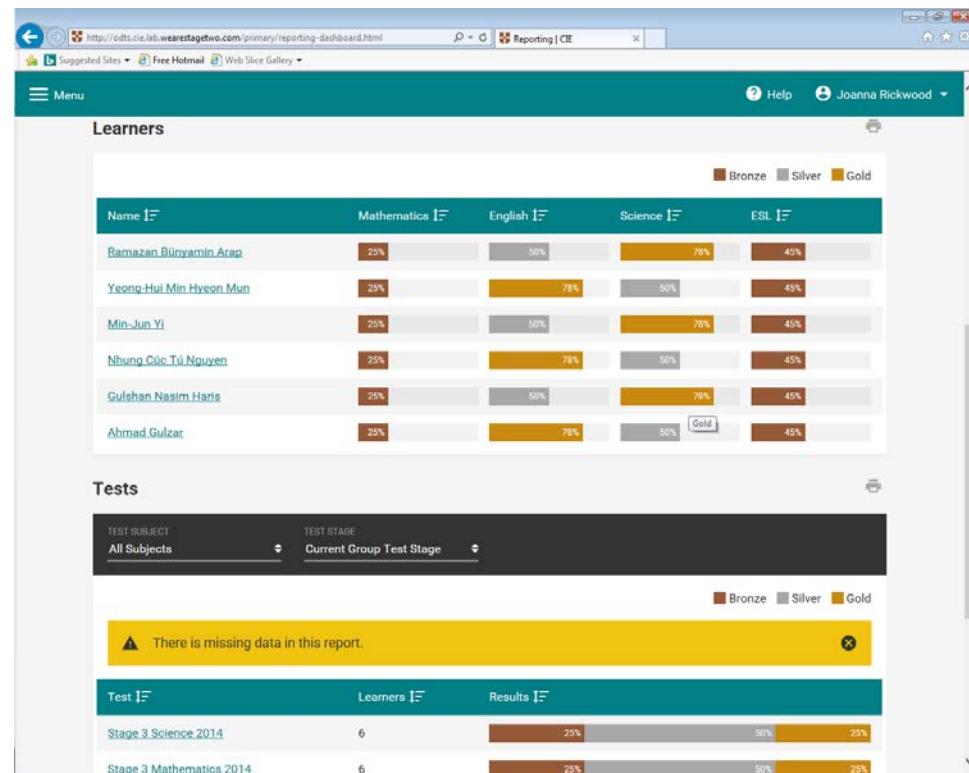 http://odts.cie.lab.wearestagetwo.com/primary/reporting-dashboard.html
Reporting | CIE
Suggested Sites
Free Hotmail
Web Slice Gallery
Menu
Help
Joanna Rickwood
Learners
Bronze Silver Gold
Name Mathematics English Science ESL
Ramazan Bünyamin Arap 25% 50% 78% 45%
Yeong-Hui Min Hyeon Mun 25% 78% 50% 45%
Min-Jun Yi 25% 50% 78% 45%
Nhung Cúc Tú Nguyen 25% 78% 50% 45%
Gulshan Nasim Haris 25% 50% 78% 45%
Ahmad Gulzar 25% 78% 50% 45%
Gold
Tests
TEST SUBJECT TEST STAGE
All Subjects Current Group Test Stage
Bronze Silver Gold
There is missing data in this report.
Test Learners Results
Stage 3 Science 2014 6 25% 50% 25%
Stage 3 Mathematics 2014 6 25% 50% 25%